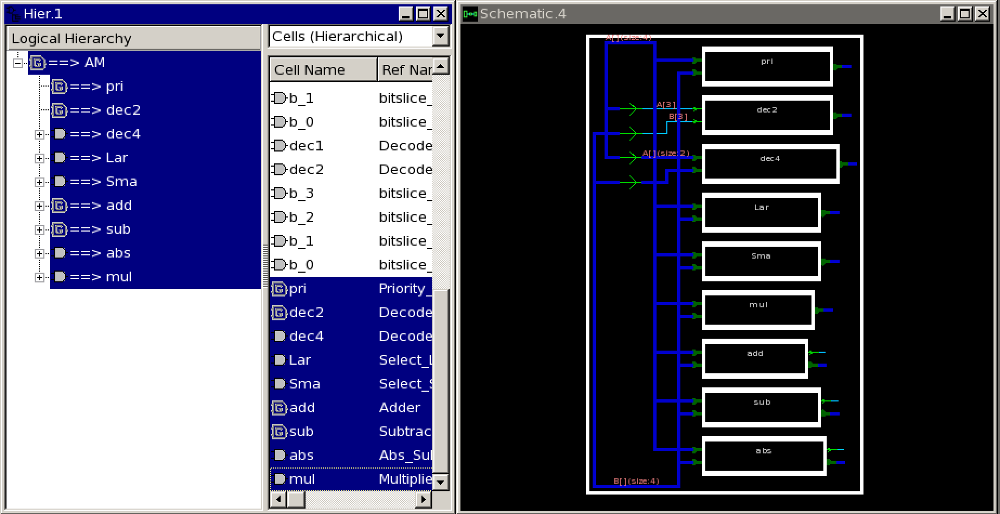 Hier.1
Logical Hierarchy
==> AM
==> pri
==> dec2
==> dec4
==> Lar
==> Sma
==> add
==> sub
==> abs
==> mul
Cells (Hierarchical)
Cell Name Ref Nar
b_1 bitslice_
b_0 bitslice_
dec1 Decode
dec2 Decode
b_3 bitslice_
b_2 bitslice_
b_1 bitslice_
b_0 bitslice_
pri Priority_
dec2 Decode
dec4 Decode
Lar Select_L
Sma Select_S
add Adder
sub Subtrac
abs Abs_Sul
mul Multiplie
Schematic.4
A[](size:4)
pri
A[3]
dec2
B[3]
A[](size:2)
dec4
Lar
Sma
mul
add
sub
abs
B[](size:4)